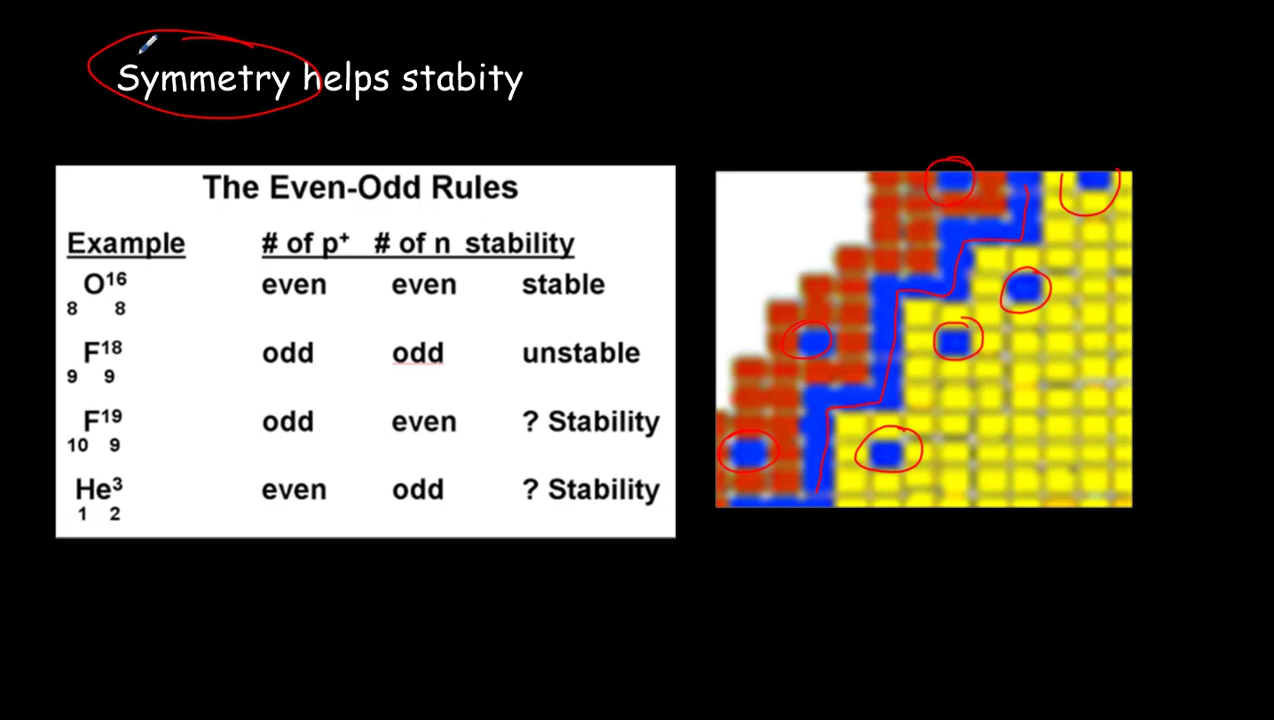 Symmetry helps stabity
The Even-Odd Rules
Example # of p⁺ # of n stability
O¹⁶ even even stable
8 8
F¹⁸ odd odd unstable
9 9
F¹⁹ odd even ? Stability
10 9
He³ even odd ? Stability
1 2